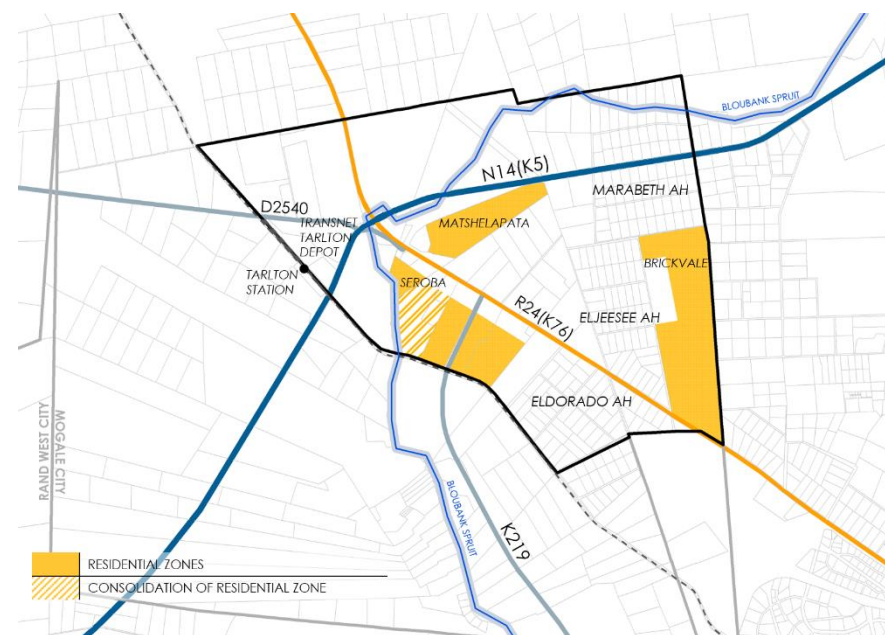 BLOUBANK SPRUIT
N14(K5)
MARABETH AH
D2540
TRANSNET
TARLTON
DEPOT
MATSHELAPATA
TARLTON
STATION
SEROBA
BRICKVALE
R24(K76)
ELJEESEE AH
ELDORADO AH
RAND WEST CITY
MOGALE CITY
BLOUBANK SPRUIT
K219
RESIDENTIAL ZONES
CONSOLIDATION OF RESIDENTIAL ZONE